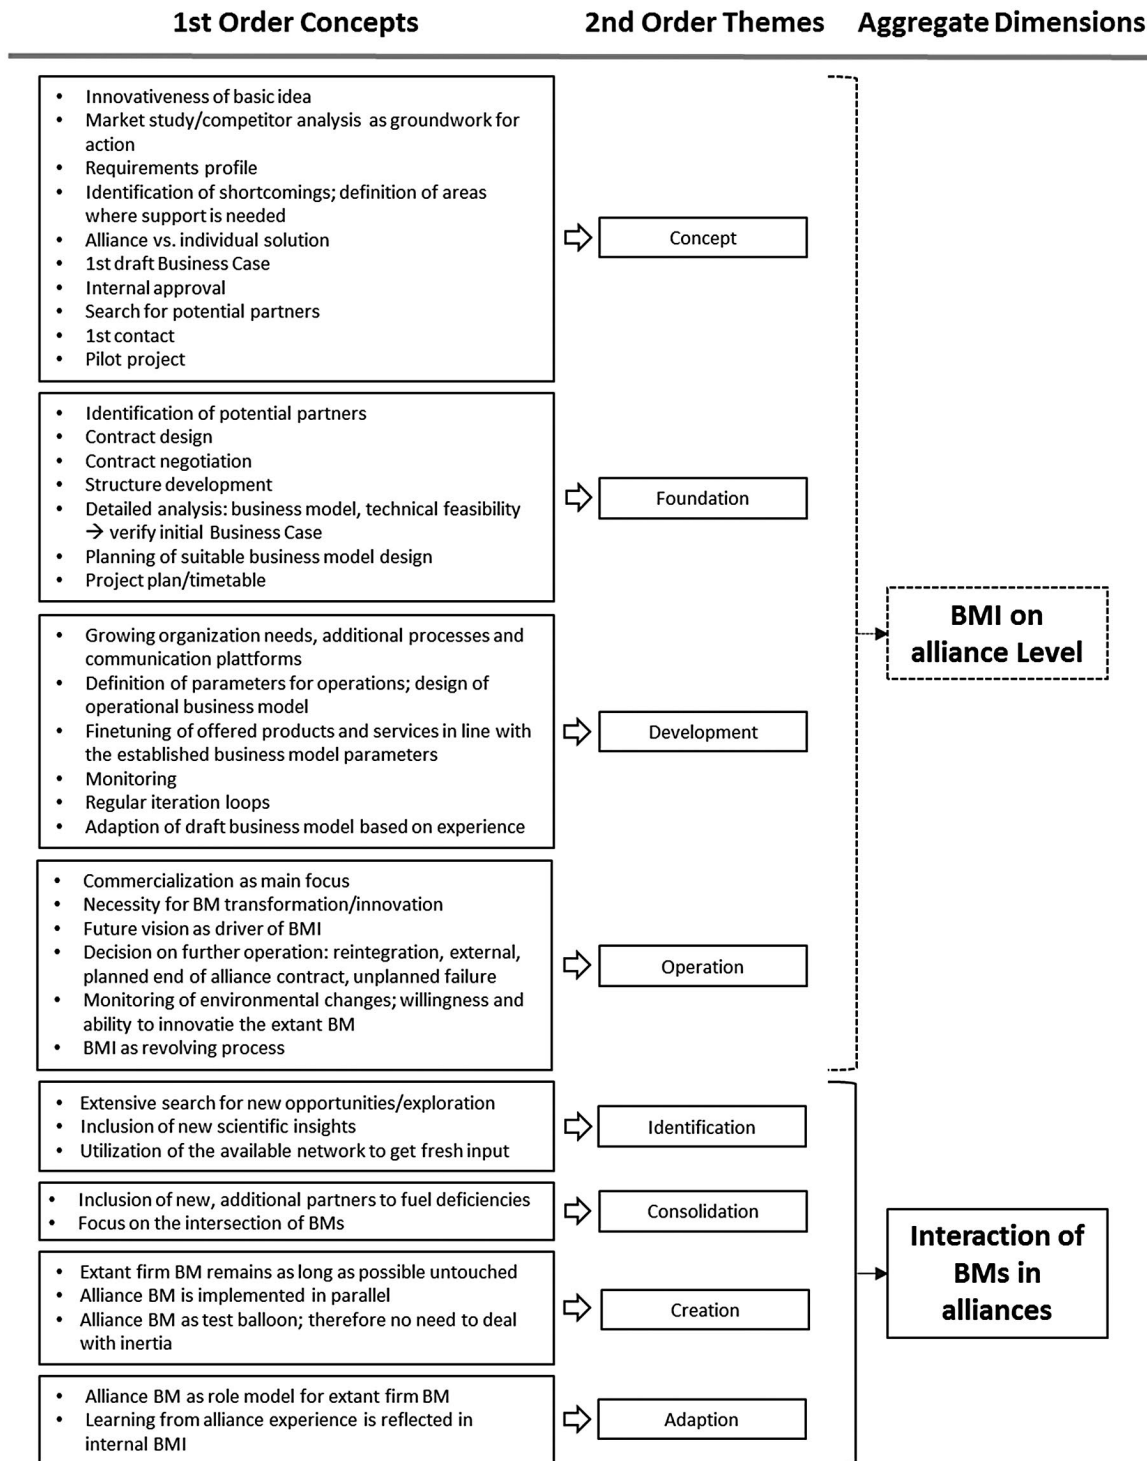 1st Order Concepts
2nd Order Themes
Aggregate Dimensions
• Innovativeness of basic idea
• Market study/competitor analysis as groundwork for
action
• Requirements profile
• Identification of shortcomings; definition of areas
where support is needed
• Alliance vs. individual solution
• 1st draft Business Case
• Internal approval
• Search for potential partners
• 1st contact
• Pilot project
Concept
• Identification of potential partners
• Contract design
• Contract negotiation
• Structure development
• Detailed analysis: business model, technical feasibility
→ verify initial Business Case
• Planning of suitable business model design
• Project plan/timetable
Foundation
• Growing organization needs, additional processes and
communication plattforms
• Definition of parameters for operations; design of
operational business model
• Finetuning of offered products and services in line with
the established business model parameters
• Monitoring
• Regular iteration loops
• Adaption of draft business model based on experience
Development
• Commercialization as main focus
• Necessity for BM transformation/innovation
• Future vision as driver of BMI
• Decision on further operation: reintegration, external,
planned end of alliance contract, unplanned failure
• Monitoring of environmental changes; willingness and
ability to innovatie the extant BM
• BMI as revolving process
Operation
BMI on
alliance Level
• Extensive search for new opportunities/exploration
• Inclusion of new scientific insights
• Utilization of the available network to get fresh input
Identification
• Inclusion of new, additional partners to fuel deficiencies
• Focus on the intersection of BMs
Consolidation
• Extant firm BM remains as long as possible untouched
• Alliance BM is implemented in parallel
• Alliance BM as test balloon; therefore no need to deal
with inertia
Creation
• Alliance BM as role model for extant firm BM
• Learning from alliance experience is reflected in
internal BMI
Adaption
Interaction of
BMs in
alliances